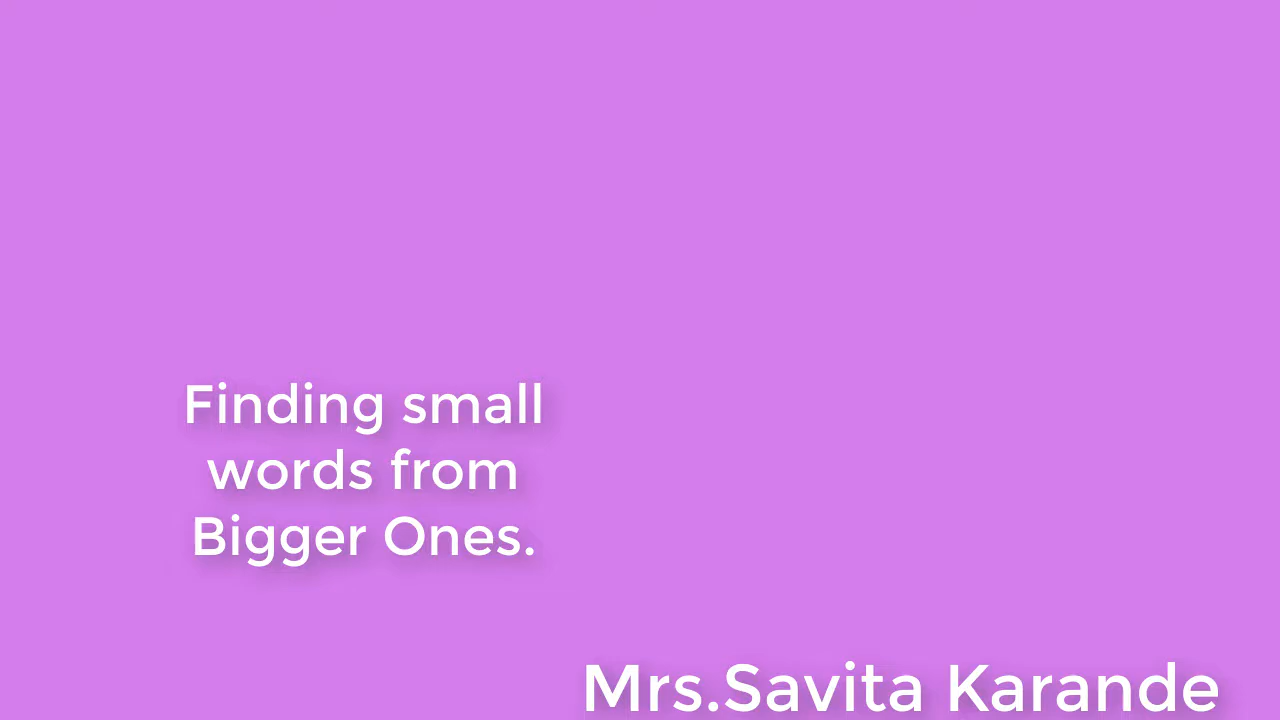 Finding small
words from
Bigger Ones.
Mrs.Savita Karande